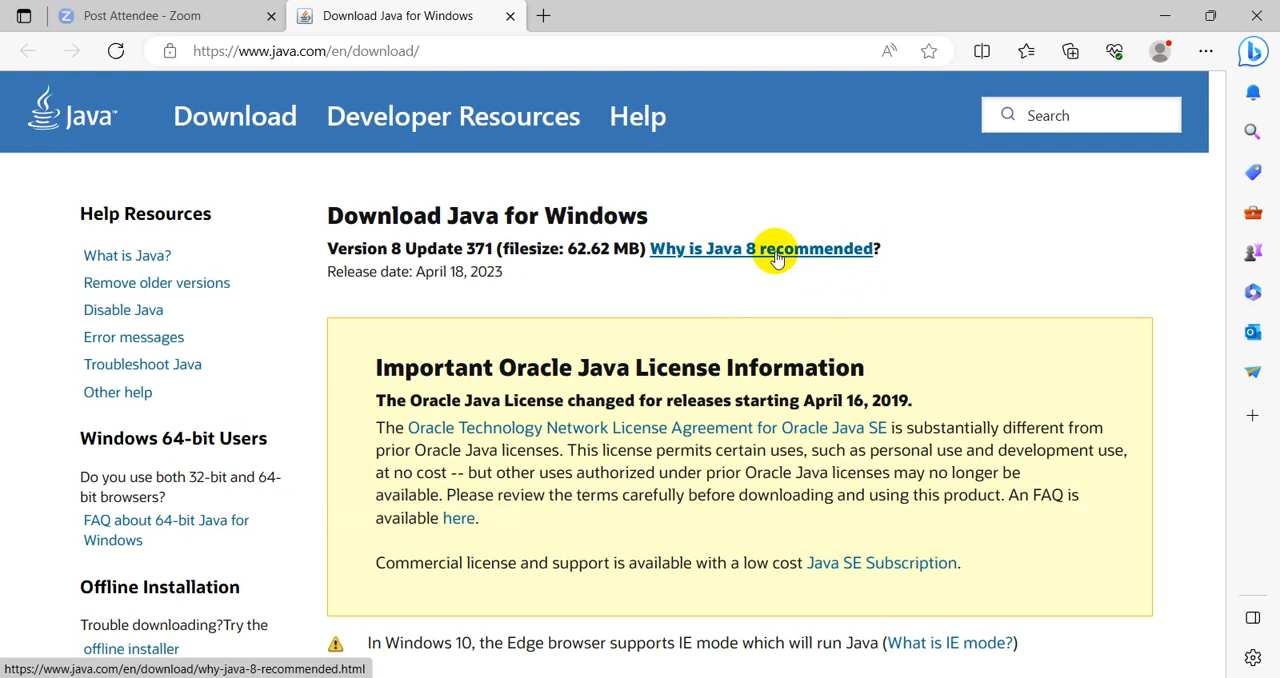 Post Attendee - Zoom
Download Java for Windows
https://www.java.com/en/download/
Java™
Download
Developer Resources
Help
Search
Help Resources
What is Java?
Remove older versions
Disable Java
Error messages
Troubleshoot Java
Other help
Windows 64-bit Users
Do you use both 32-bit and 64-
bit browsers?
FAQ about 64-bit Java for
Windows
Offline Installation
Trouble downloading?Try the
offline installer
Download Java for Windows
Version 8 Update 371 (filesize: 62.62 MB) Why is Java 8 recommended?
Release date: April 18, 2023
Important Oracle Java License Information
The Oracle Java License changed for releases starting April 16, 2019.
The Oracle Technology Network License Agreement for Oracle Java SE is substantially different from
prior Oracle Java licenses. This license permits certain uses, such as personal use and development use,
at no cost -- but other uses authorized under prior Oracle Java licenses may no longer be
available. Please review the terms carefully before downloading and using this product. An FAQ is
available here.
Commercial license and support is available with a low cost Java SE Subscription.
In Windows 10, the Edge browser supports IE mode which will run Java (What is IE mode?)
https://www.java.com/en/download/why-java-8-recommended.html